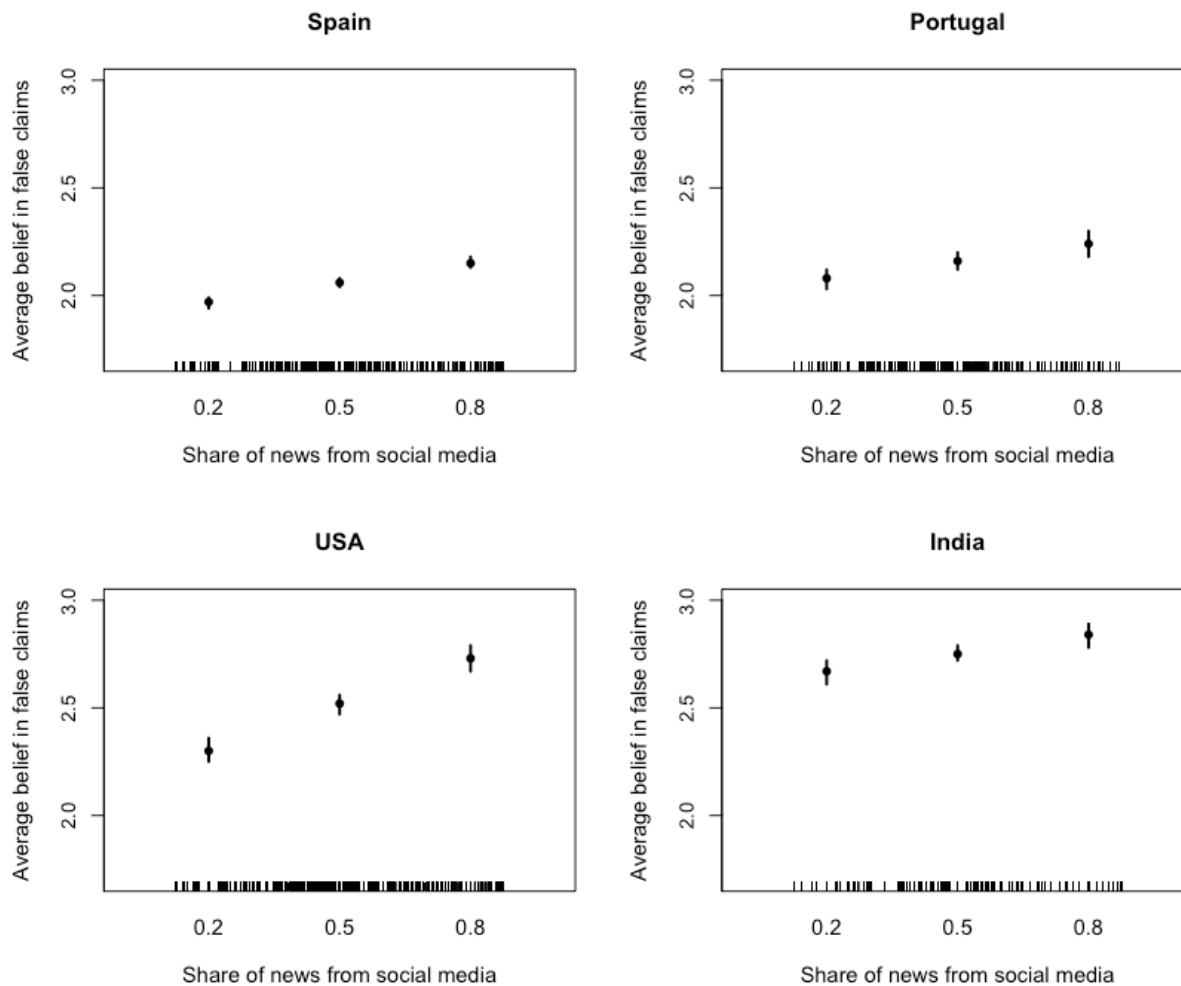 Spain
Average belief in false claims
3.0
2.5
2.0
0.2 0.5 0.8
Share of news from social media
Portugal
Average belief in false claims
3.0
2.5
2.0
0.2 0.5 0.8
Share of news from social media
USA
Average belief in false claims
3.0
2.5
2.0
0.2 0.5 0.8
Share of news from social media
India
Average belief in false claims
3.0
2.5
2.0
0.2 0.5 0.8
Share of news from social media